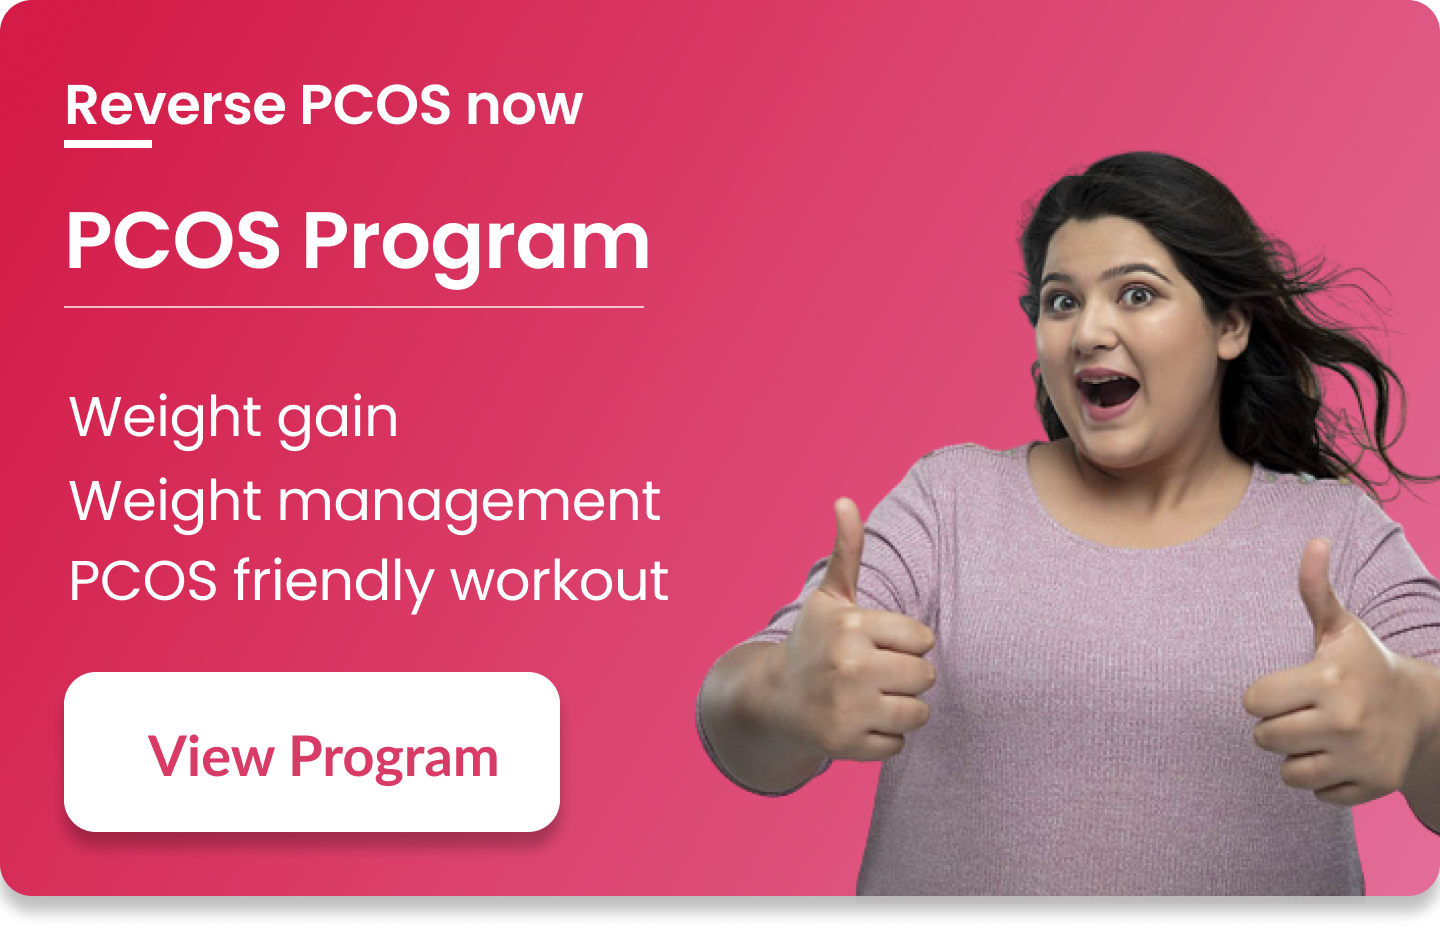 Reverse PCOS now
PCOS Program
Weight gain
Weight management
PCOS friendly workout
View Program